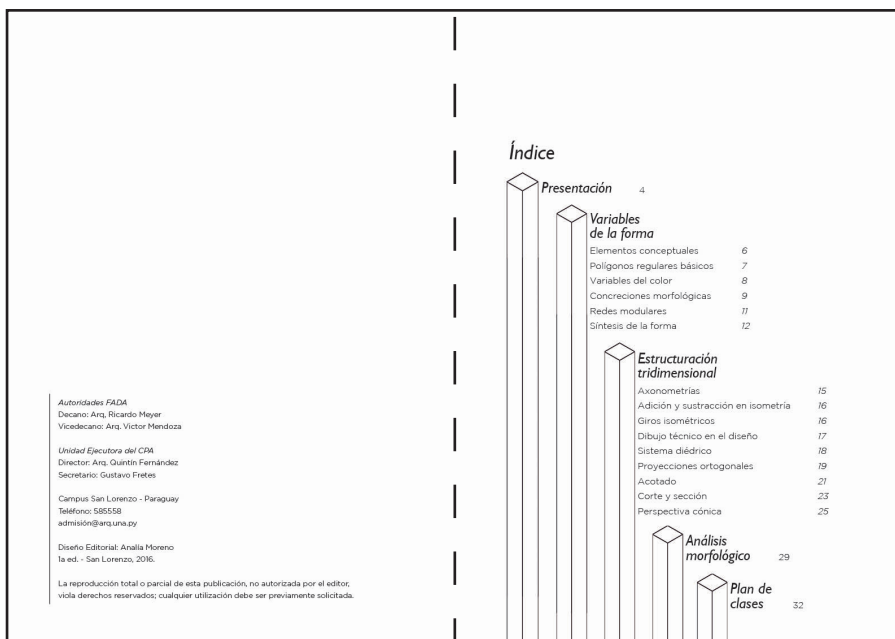 Autoridades FADA
Decano: Arq, Ricardo Meyer
Vicedecano: Arq. Victor Mendoza
Unidad Ejecutora del CPA
Director: Arq. Quintín Fernández
Secretario: Gustavo Fretes
Campus San Lorenzo - Paraguay
Teléfono: 585558
admisión@arq.una.py
Diseño Editorial: Analía Moreno
1a ed. - San Lorenzo, 2016.
La reproducción total o parcial de esta publicación, no autorizada por el editor,
viola derechos reservados; cualquier utilización debe ser previamente solicitada.
Índice
Presentación 4
Variables
de la forma
Elementos conceptuales 6
Polígonos regulares básicos 7
Variables del color 8
Concreciones morfológicas 9
Redes modulares 11
Síntesis de la forma 12
Estructuración
tridimensional
Axonometrías 15
Adición y sustracción en isometría 16
Giros isométricos 16
Dibujo técnico en el diseño 17
Sistema diédrico 18
Proyecciones ortogonales 19
Acotado 21
Corte y sección 23
Perspectiva cónica 25
Análisis
morfológico 29
Plan de
clases 32